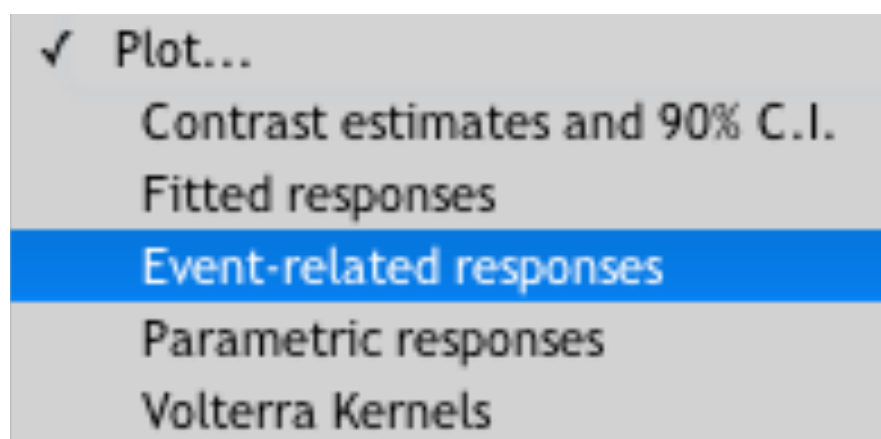 ✓ Plot...
Contrast estimates and 90% C.I.
Fitted responses
Event-related responses
Parametric responses
Volterra Kernels